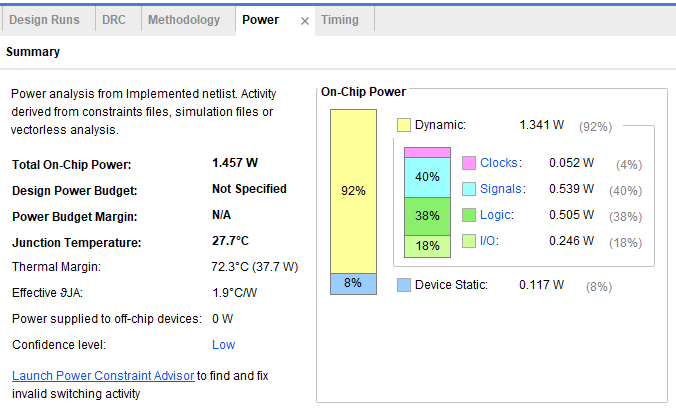 Design Runs DRC Methodology Power × Timing
Summary
Power analysis from Implemented netlist. Activity
derived from constraints files, simulation files or
vectorless analysis.
Total On-Chip Power: 1.457 W
Design Power Budget: Not Specified
Power Budget Margin: N/A
Junction Temperature: 27.7°C
Thermal Margin: 72.3°C (37.7 W)
Effective ϑJA: 1.9°C/W
Power supplied to off-chip devices: 0 W
Confidence level: Low
Launch Power Constraint Advisor to find and fix
invalid switching activity
On-Chip Power
92%
8%
Dynamic: 1.341 W (92%)
40%
38%
18%
Clocks: 0.052 W (4%)
Signals: 0.539 W (40%)
Logic: 0.505 W (38%)
I/O: 0.246 W (18%)
Device Static: 0.117 W (8%)